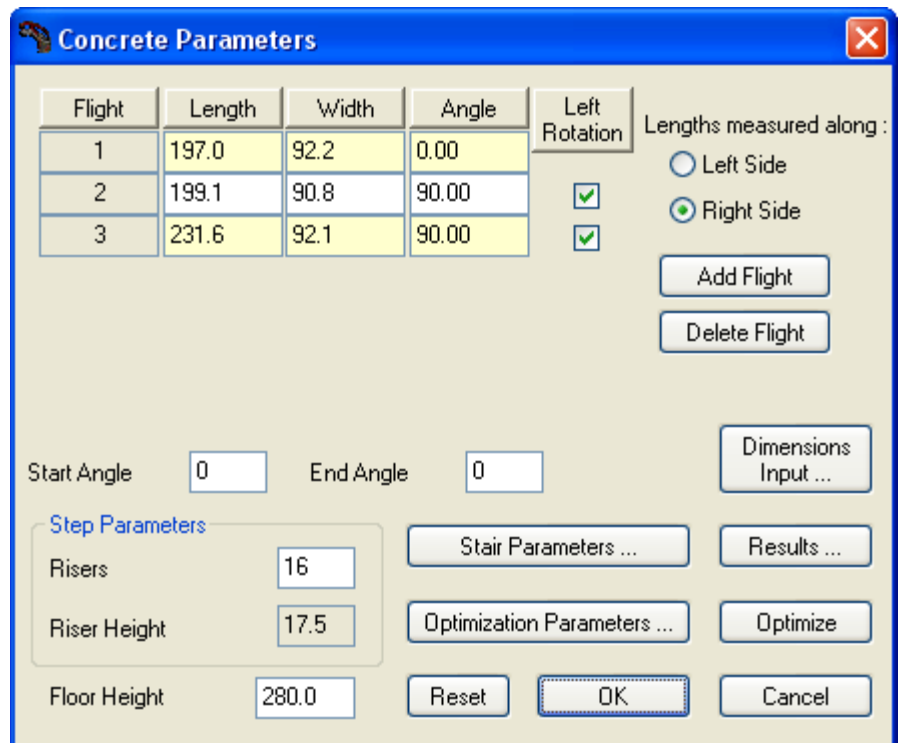 Concrete Parameters
Flight Length Width Angle Left Rotation
Lengths measured along :
1 197.0 92.2 0.00
Left Side
2 199.1 90.8 90.00
Right Side
3 231.6 92.1 90.00
Add Flight
Delete Flight
Start Angle 0 End Angle 0
Dimensions
Input ...
Step Parameters
Risers 16
Stair Parameters ...
Results ...
Riser Height 17.5
Optimization Parameters ...
Optimize
Floor Height 280.0
Reset
OK
Cancel